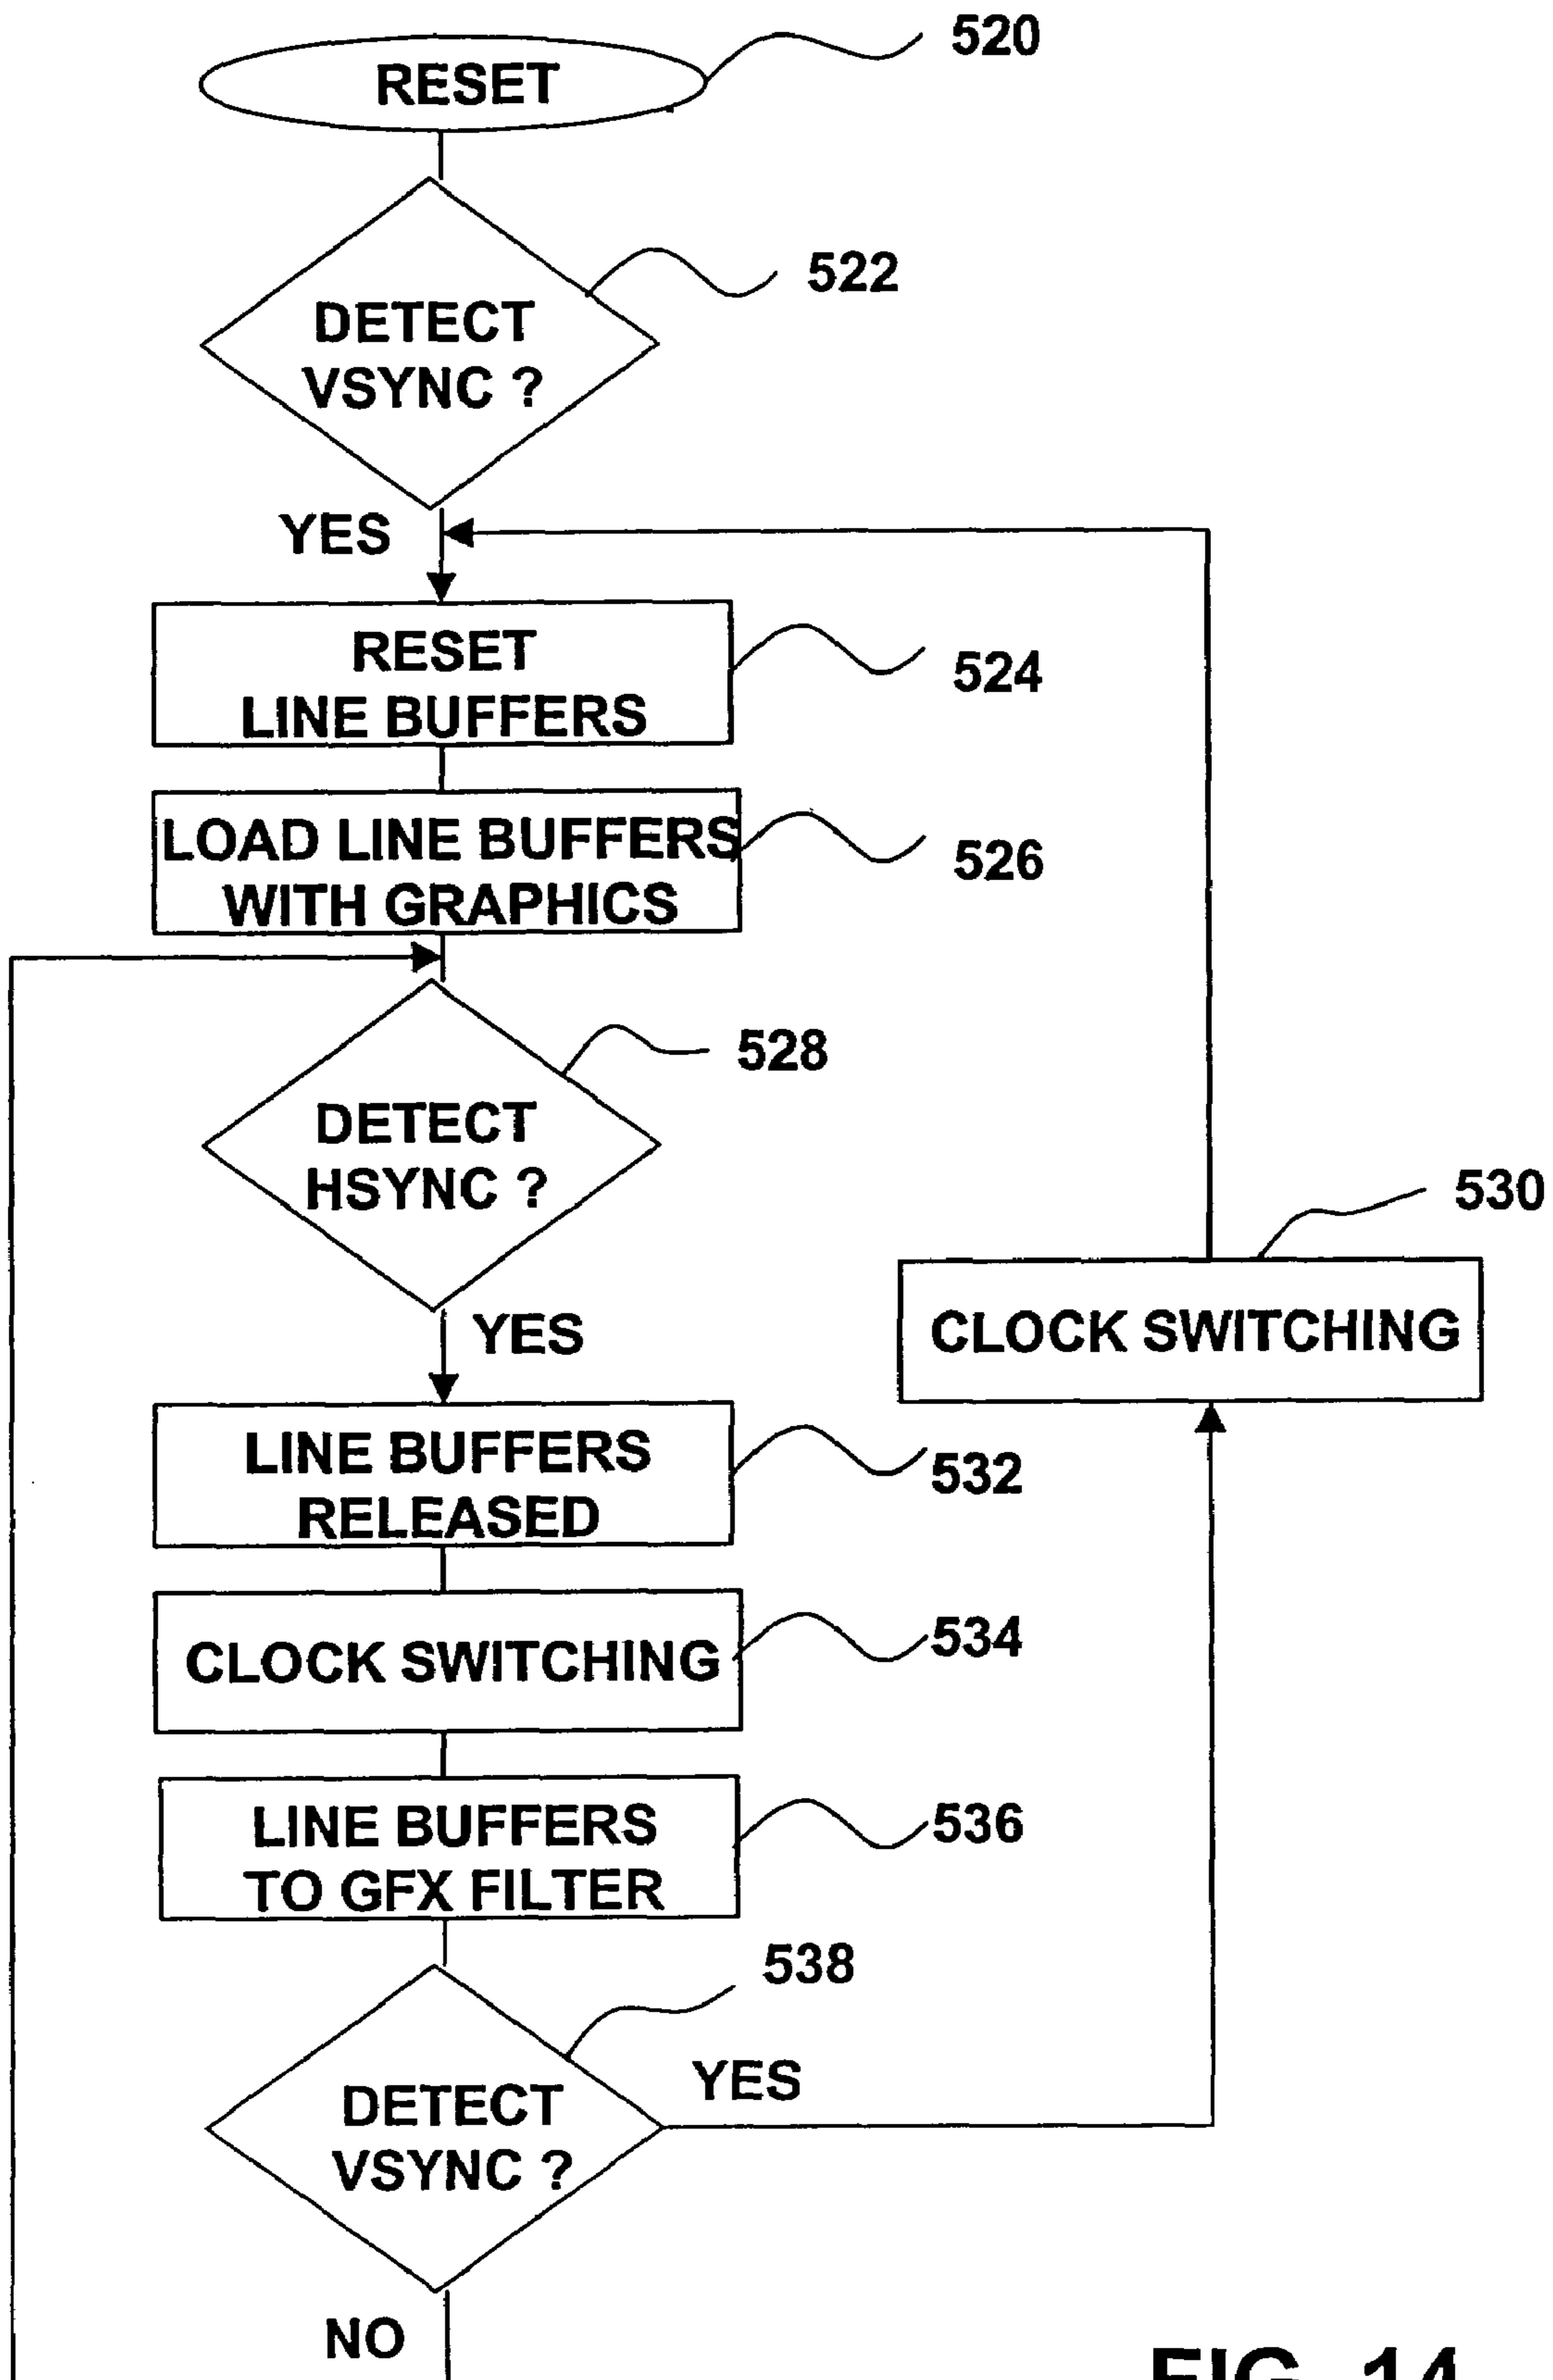 RESET
520
DETECT
VSYNC ?
522
YES
RESET
LINE BUFFERS
524
LOAD LINE BUFFERS
WITH GRAPHICS
526
DETECT
HSYNC ?
528
YES
530
CLOCK SWITCHING
LINE BUFFERS
RELEASED
532
CLOCK SWITCHING
534
LINE BUFFERS
TO GFX FILTER
536
538
DETECT
VSYNC ?
YES
NO
FIG. 14